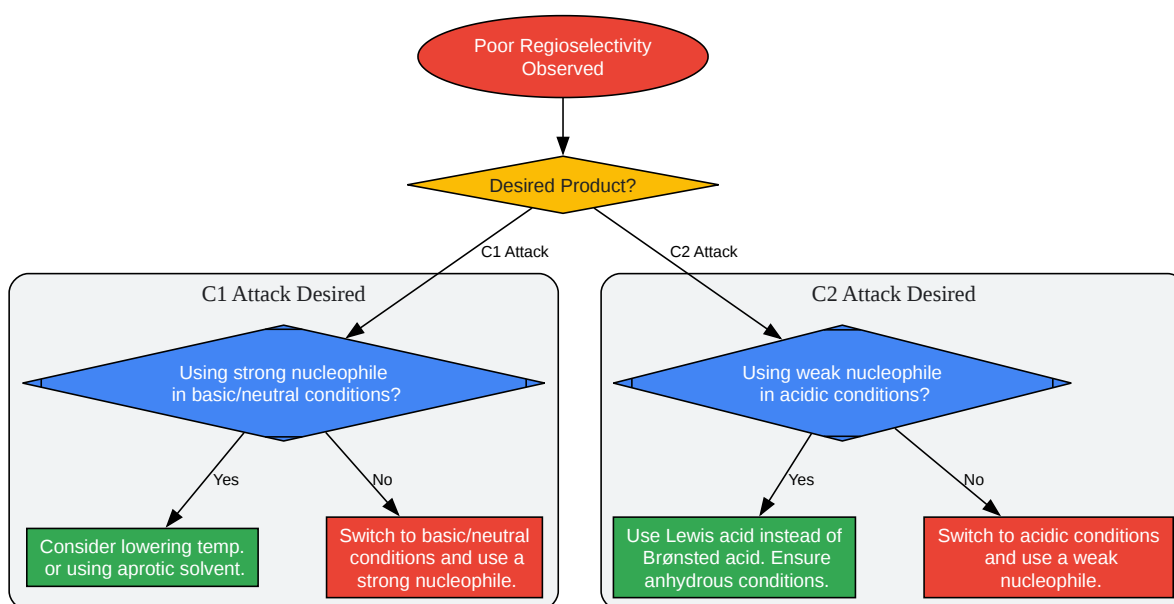 Poor Regioselectivity
Observed
Desired Product?
C1 Attack
C2 Attack
C1 Attack Desired
Using strong nucleophile
in basic/neutral conditions?
Yes
No
Consider lowering temp.
or using aprotic solvent.
Switch to basic/neutral
conditions and use a
strong nucleophile.
C2 Attack Desired
Using weak nucleophile
in acidic conditions?
Yes
No
Use Lewis acid instead of
Brønsted acid. Ensure
anhydrous conditions.
Switch to acidic conditions
and use a weak
nucleophile.